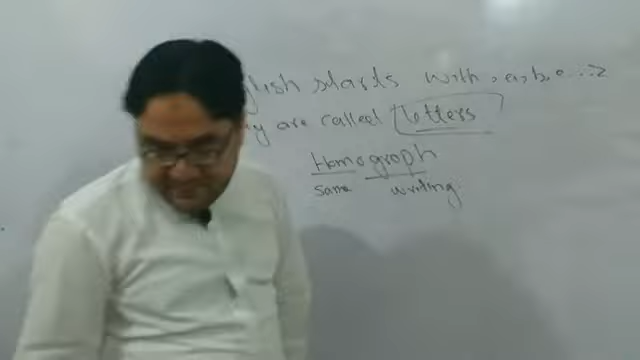 glish starts with, a, b, c...z
y are called letters
Homograph
same writing